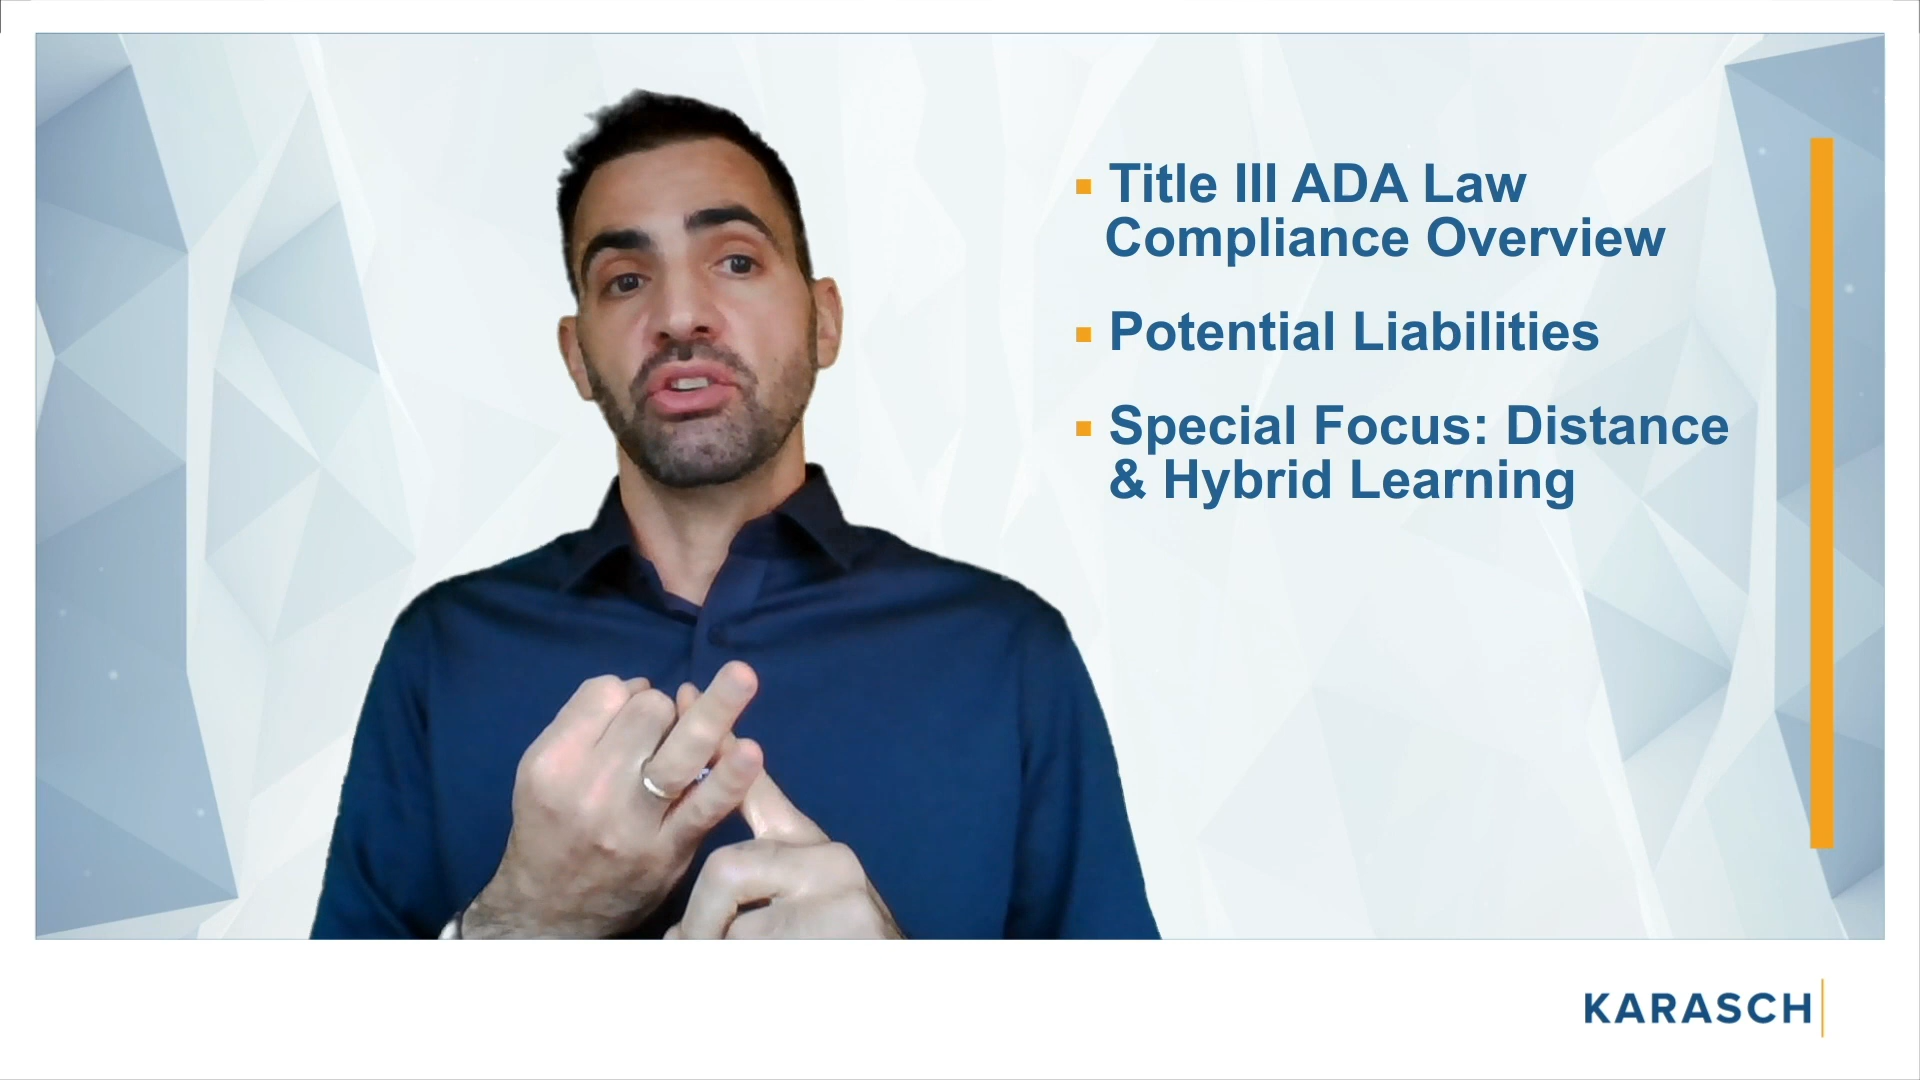 ▪ Title III ADA Law
Compliance Overview
▪ Potential Liabilities
▪ Special Focus: Distance
& Hybrid Learning
KARASCH